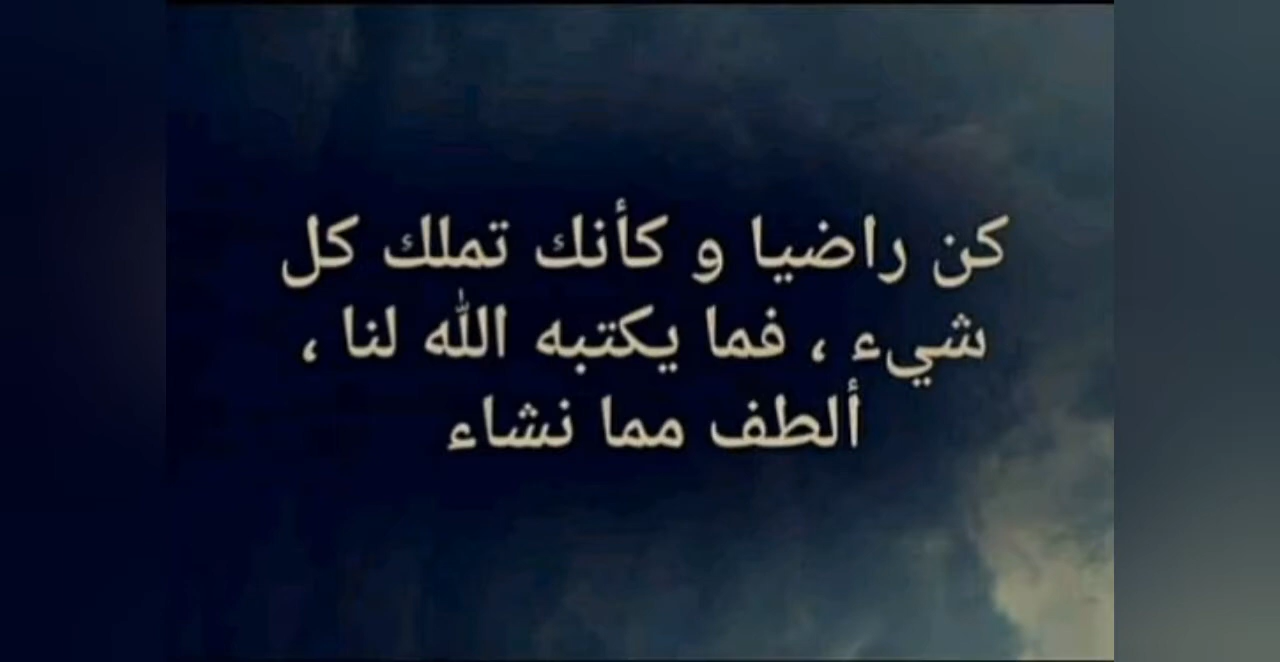 كن راضيا و كأنك تملك كل
شيء ، فما يكتبه الله لنا ،
ألطف مما نشاء